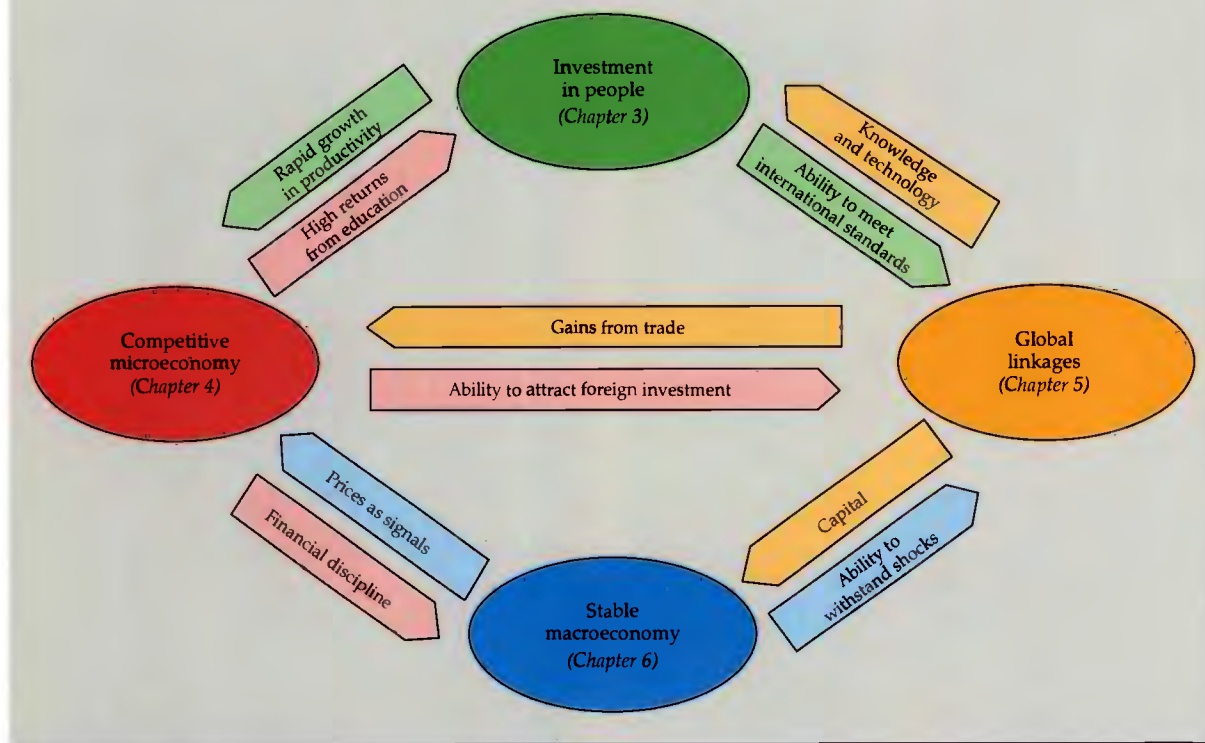 Investment
in people
(Chapter 3)
Rapid growth
in productivity
High returns
from education
Knowledge
and technology
Ability to meet
international standards
Competitive
microeconomy
(Chapter 4)
Gains from trade
Ability to attract foreign investment
Global
linkages
(Chapter 5)
Prices as signals
Financial discipline
Capital
Ability to
withstand shocks
Stable
macroeconomy
(Chapter 6)